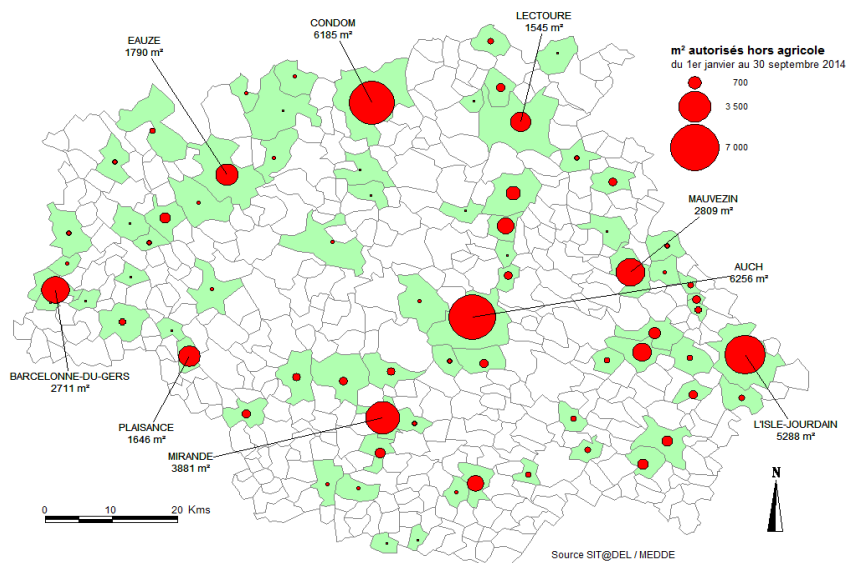 LECTOURE
1545 m²
CONDOM
6185 m²
EAUZE
1790 m²
m² autorisés hors agricole
du 1er janvier au 30 septembre 2014
700
3 500
7 000
MAUVEZIN
2809 m²
AUCH
6256 m²
BARCELONNE-DU-GERS
2711 m²
PLAISANCE
1646 m²
MIRANDE
3881 m²
L'ISLE-JOURDAIN
5288 m²
N
0 10 20 Kms
Source SIT@DEL / MEDDE